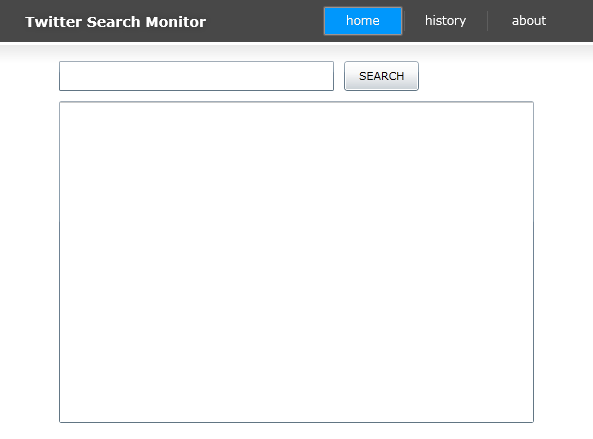 Twitter Search Monitor
home
history
about
SEARCH